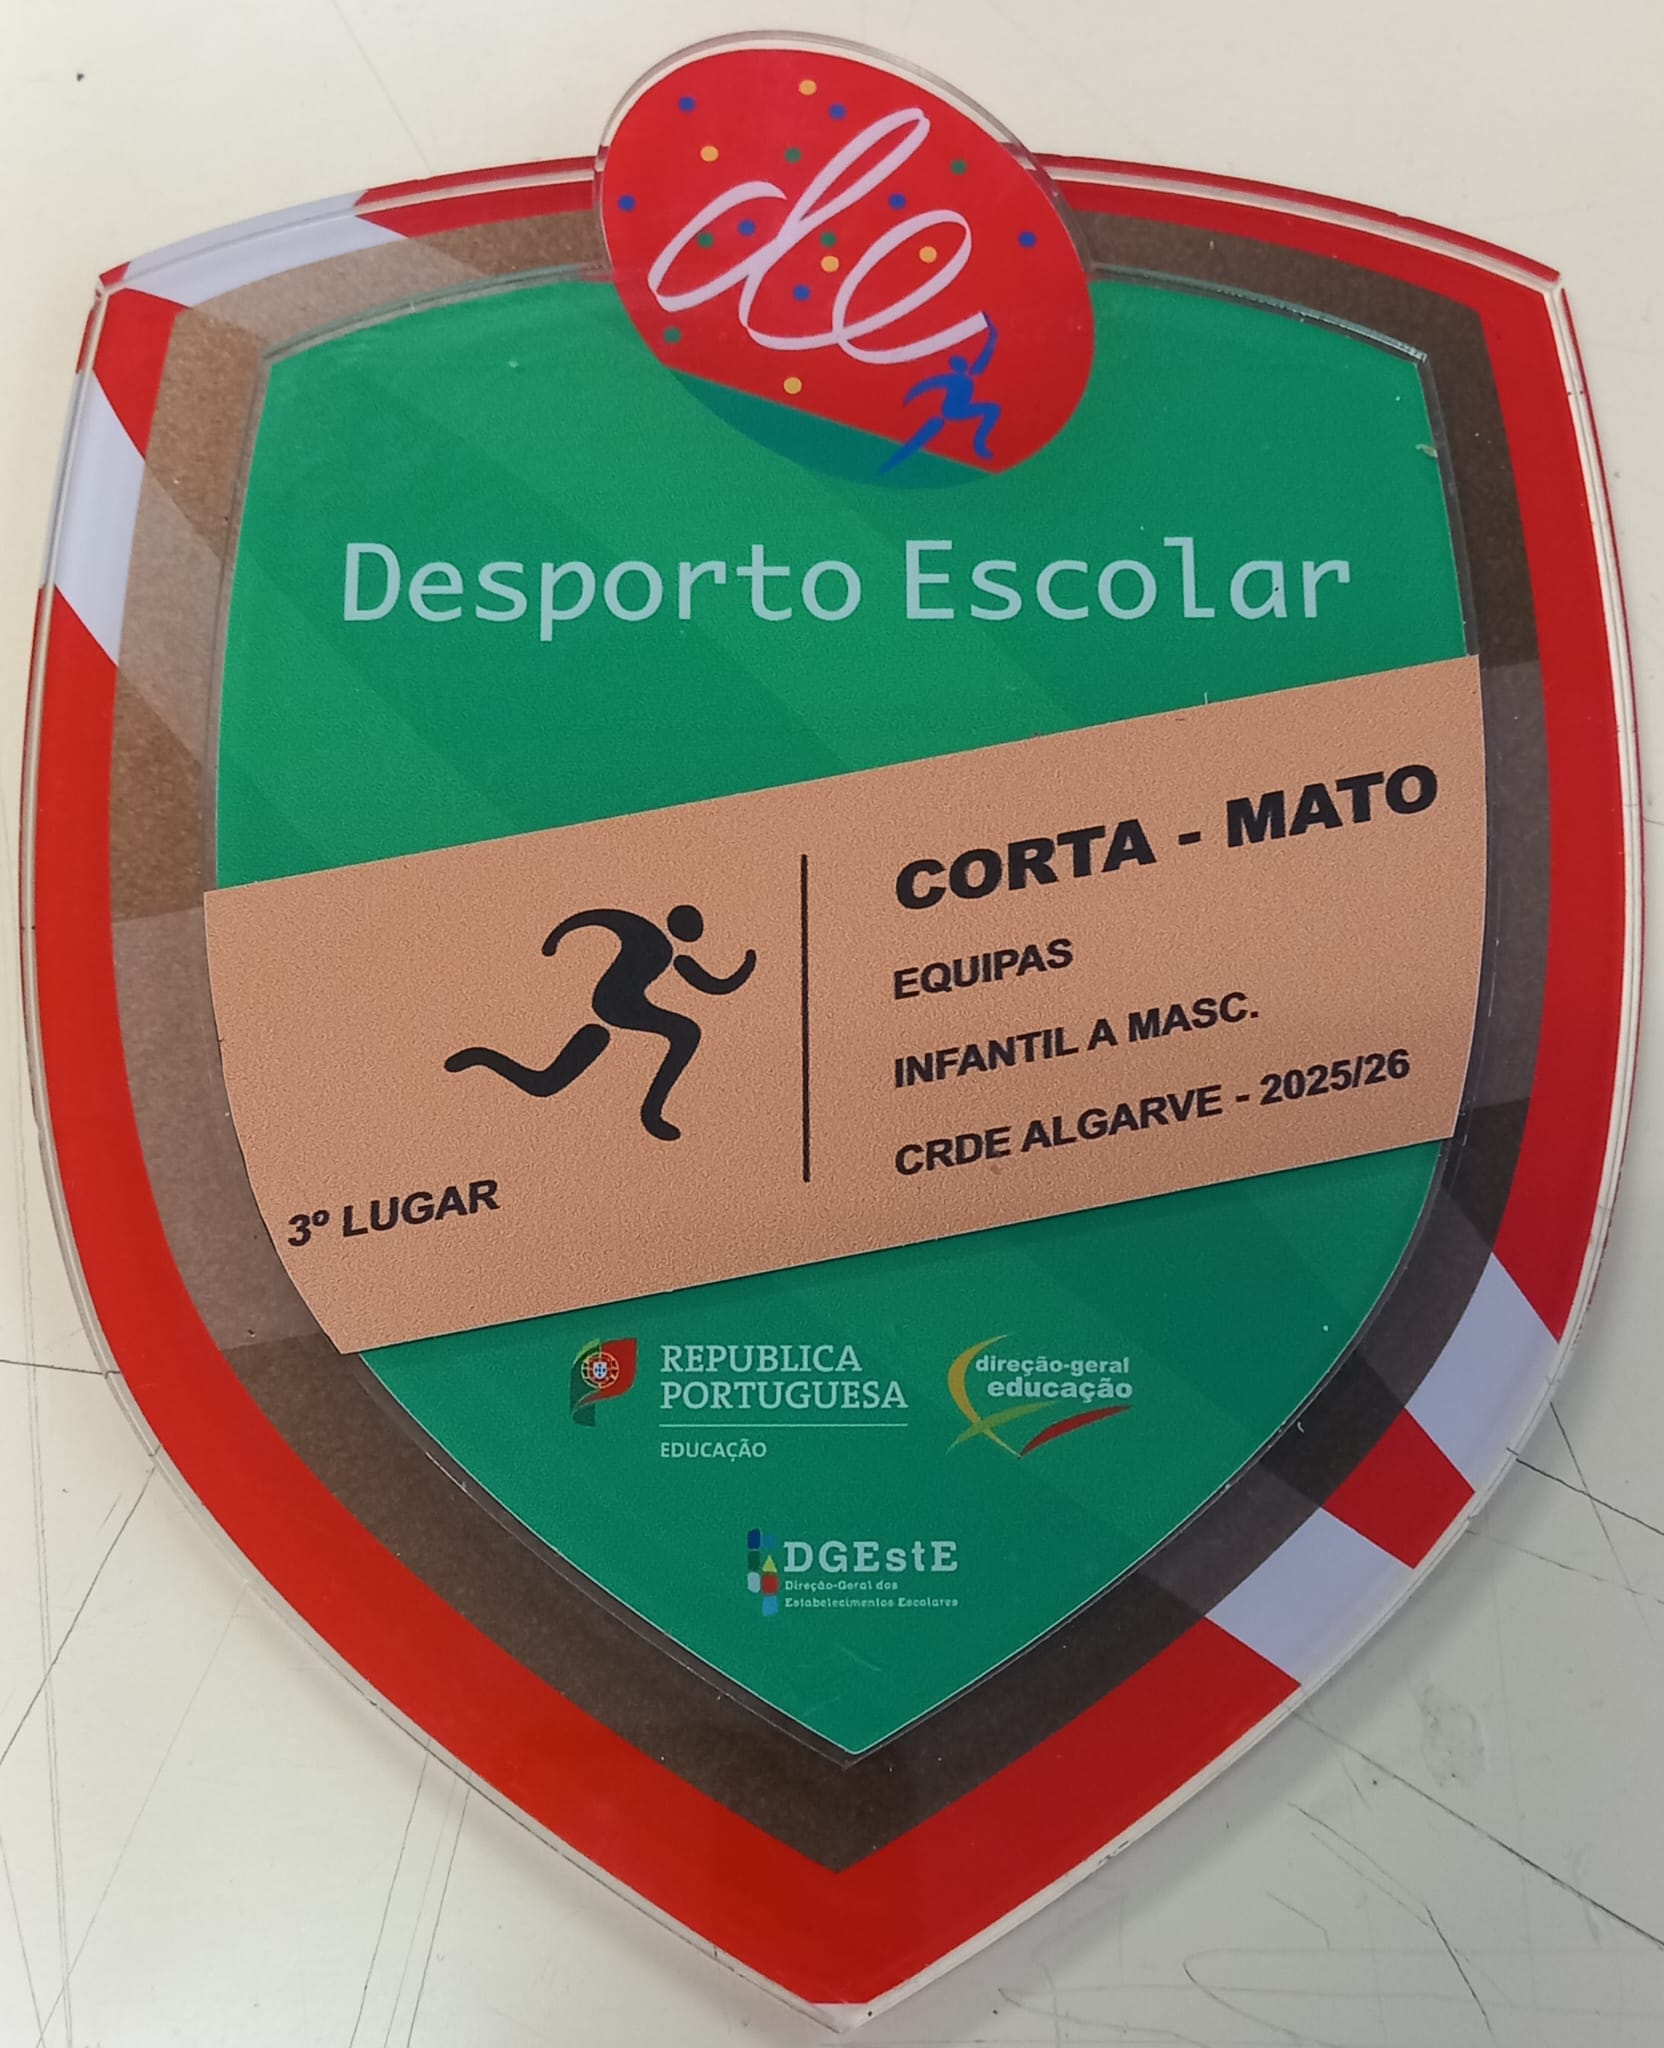 de
Desporto Escolar
CORTA - MATO
EQUIPAS
INFANTIL A MASC.
CRDE ALGARVE - 2025/26
3º LUGAR
REPUBLICA
PORTUGUESA
EDUCAÇÃO
direção-geral
educação
DGEstE
Direção-Geral dos
Estabelecimentos Escolares